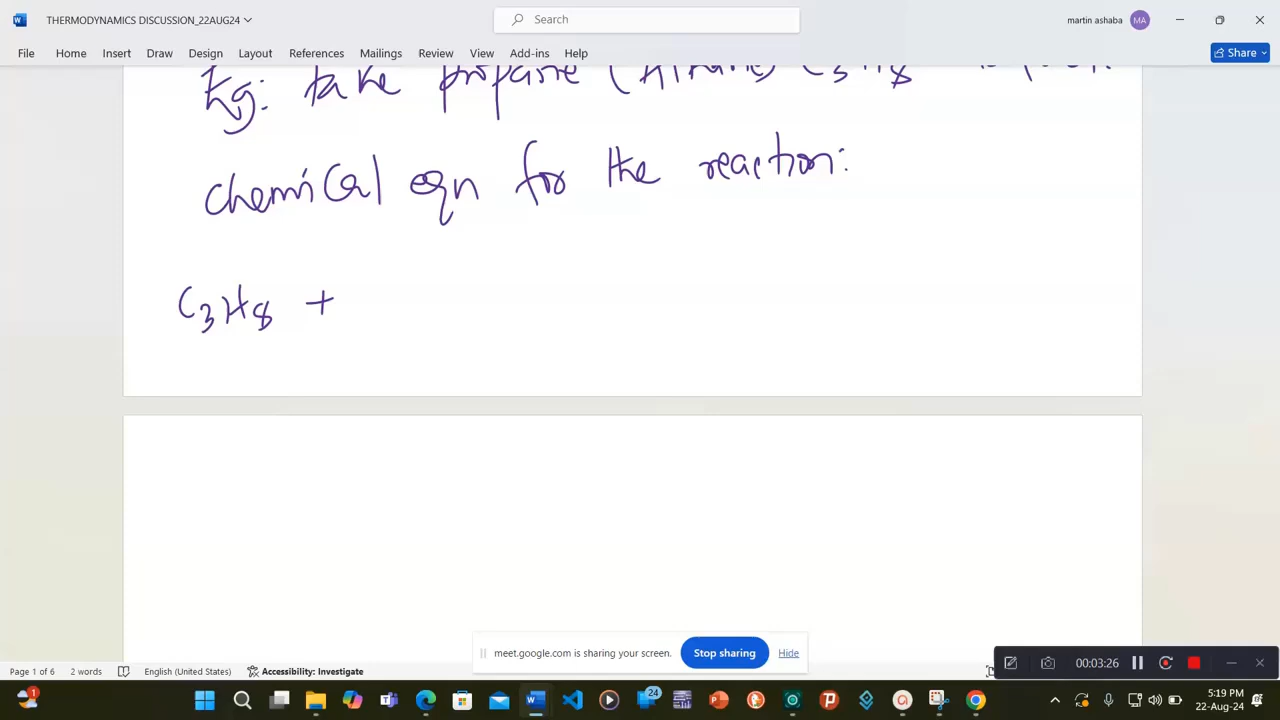 THERMODYNAMICS DISCUSSION_22AUG24
Search
martin ashaba
MA
File Home Insert Draw Design Layout References Mailings Review View Add-ins Help
Share
Eg: take propane (Alkane) C3H8
chemical eqn for the reaction:
C3H8 +
meet.google.com is sharing your screen.
Stop sharing
Hide
00:03:26
Page 1 of 6 2 words English (United States) Accessibility: Investigate
1
24
5:19 PM
22-Aug-24